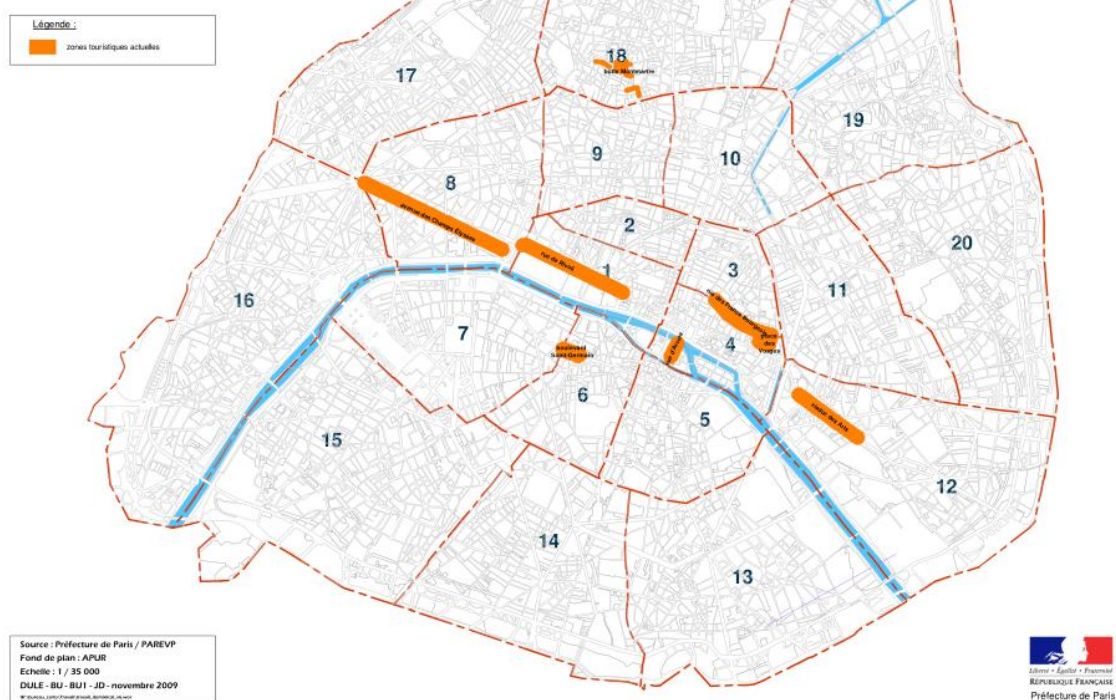 Légende :
zones touristiques actuelles
18
butte Montmartre
17
19
9
10
8
avenue des Champs Elysées
2
20
3
rue de Rivoli
1
11
16
rue des Francs Bourgeois
7
4
place
des
Vosges
boulevard
Saint-Germain
rue d'Arcole
6
5
viaduc des Arts
15
12
14
13
Source : Préfecture de Paris / PAREVP
Fond de plan : APUR
Echelle : 1 / 35 000
DULE - BU - BU1 - JD - novembre 2009
Liberté • Égalité • Fraternité
RÉPUBLIQUE FRANÇAISE
Préfecture de Paris